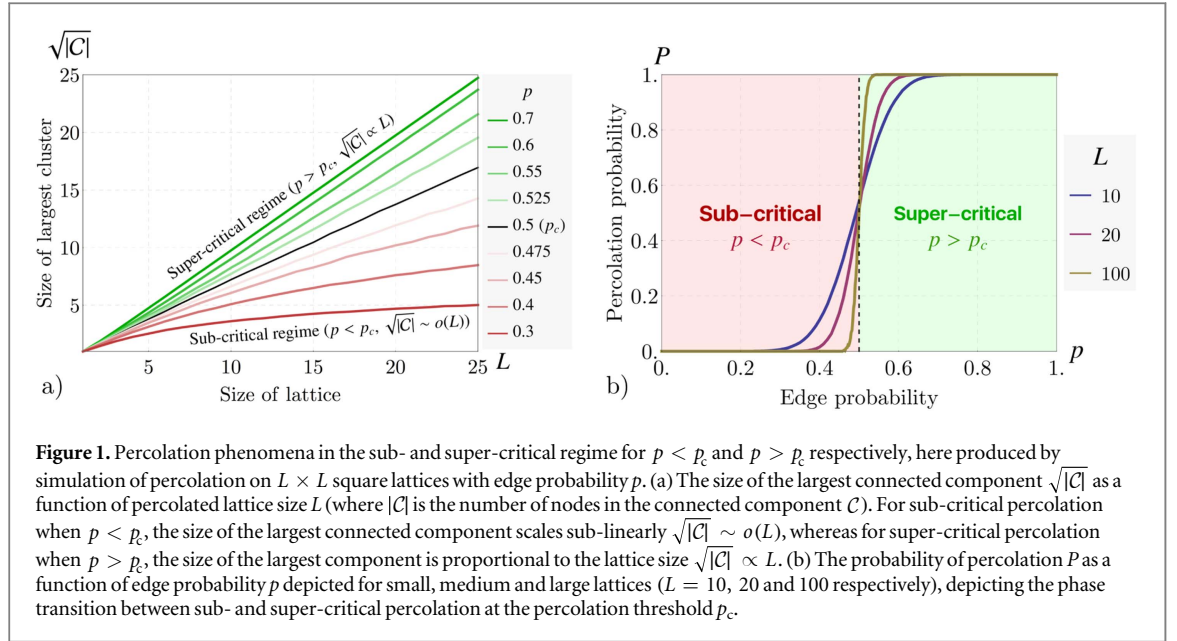 √|C|
25
20
15
10
5
5
10
15
20
25
L
Size of largest cluster
Size of lattice
a)
Super-critical regime (p > p_c, √|C| ∝ L)
Sub-critical regime (p < p_c, √|C| ~ o(L))
p
0.7
0.6
0.55
0.525
0.5 (p_c)
0.475
0.45
0.4
0.3
P
1.
0.8
0.6
0.4
0.2
0.
0.
0.2
0.4
0.6
0.8
1.
p
Percolation probability
Edge probability
b)
Sub-critical
p < p_c
Super-critical
p > p_c
L
10
20
100
Figure 1. Percolation phenomena in the sub- and super-critical regime for p < p_c and p > p_c respectively, here produced by
simulation of percolation on L × L square lattices with edge probability p. (a) The size of the largest connected component √|C| as a
function of percolated lattice size L (where |C| is the number of nodes in the connected component C). For sub-critical percolation
when p < p_c, the size of the largest connected component scales sub-linearly √|C| ~ o(L), whereas for super-critical percolation
when p > p_c, the size of the largest component is proportional to the lattice size √|C| ∝ L. (b) The probability of percolation P as a
function of edge probability p depicted for small, medium and large lattices (L = 10, 20 and 100 respectively), depicting the phase
transition between sub- and super-critical percolation at the percolation threshold p_c.